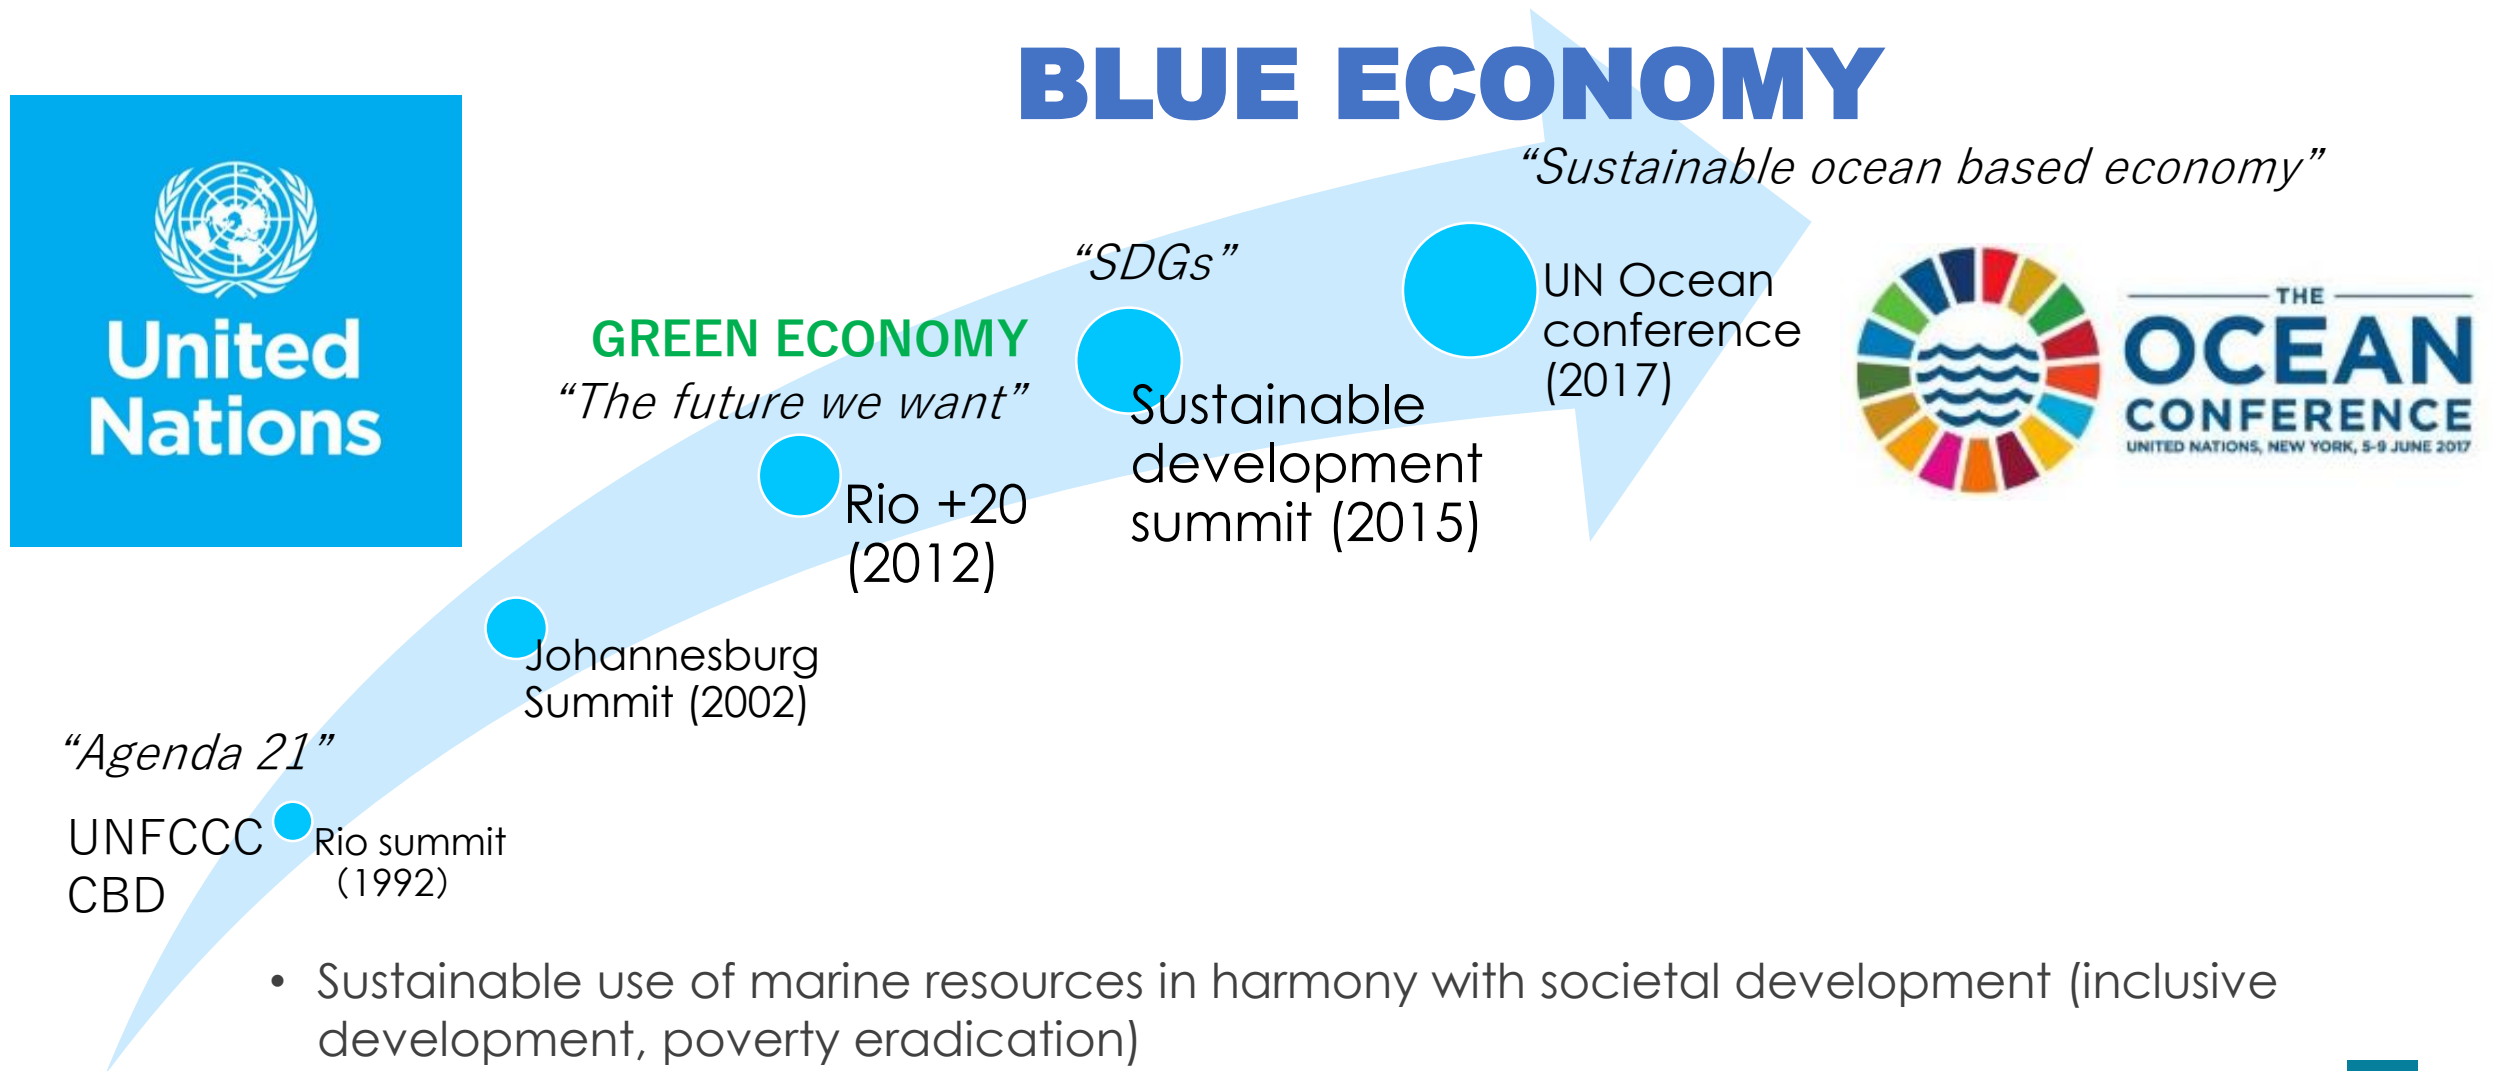 BLUE ECONOMY
“Sustainable ocean based economy”
United
Nations
“SDGs”
UN Ocean
conference
(2017)
THE
OCEAN
CONFERENCE
UNITED NATIONS, NEW YORK, 5-9 JUNE 2017
GREEN ECONOMY
“The future we want”
Sustainable
development
summit (2015)
Rio +20
(2012)
Johannesburg
Summit (2002)
“Agenda 21”
UNFCCC
CBD
Rio summit
（1992）
• Sustainable use of marine resources in harmony with societal development (inclusive
development, poverty eradication)